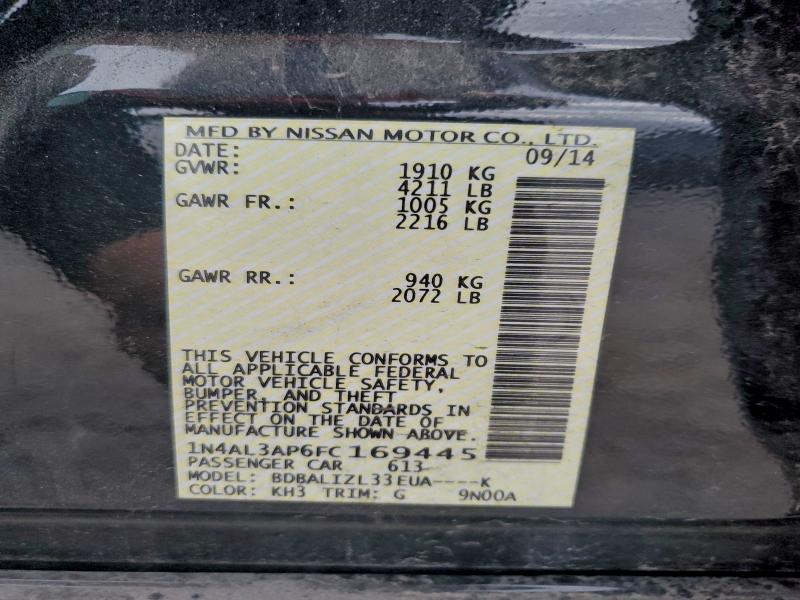 MFD BY NISSAN MOTOR CO., LTD.
DATE: 09/14
GVWR: 1910 KG
4211 LB
GAWR FR.: 1005 KG
2216 LB
GAWR RR.: 940 KG
2072 LB
THIS VEHICLE CONFORMS TO
ALL APPLICABLE FEDERAL
MOTOR VEHICLE SAFETY,
BUMPER, AND THEFT
PREVENTION STANDARDS IN
EFFECT ON THE DATE OF
MANUFACTURE SHOWN ABOVE.
1N4AL3AP6FC169445
PASSENGER CAR 613
MODEL: BDBALIZL33EUA----K
COLOR: KH3 TRIM: G 9N00A